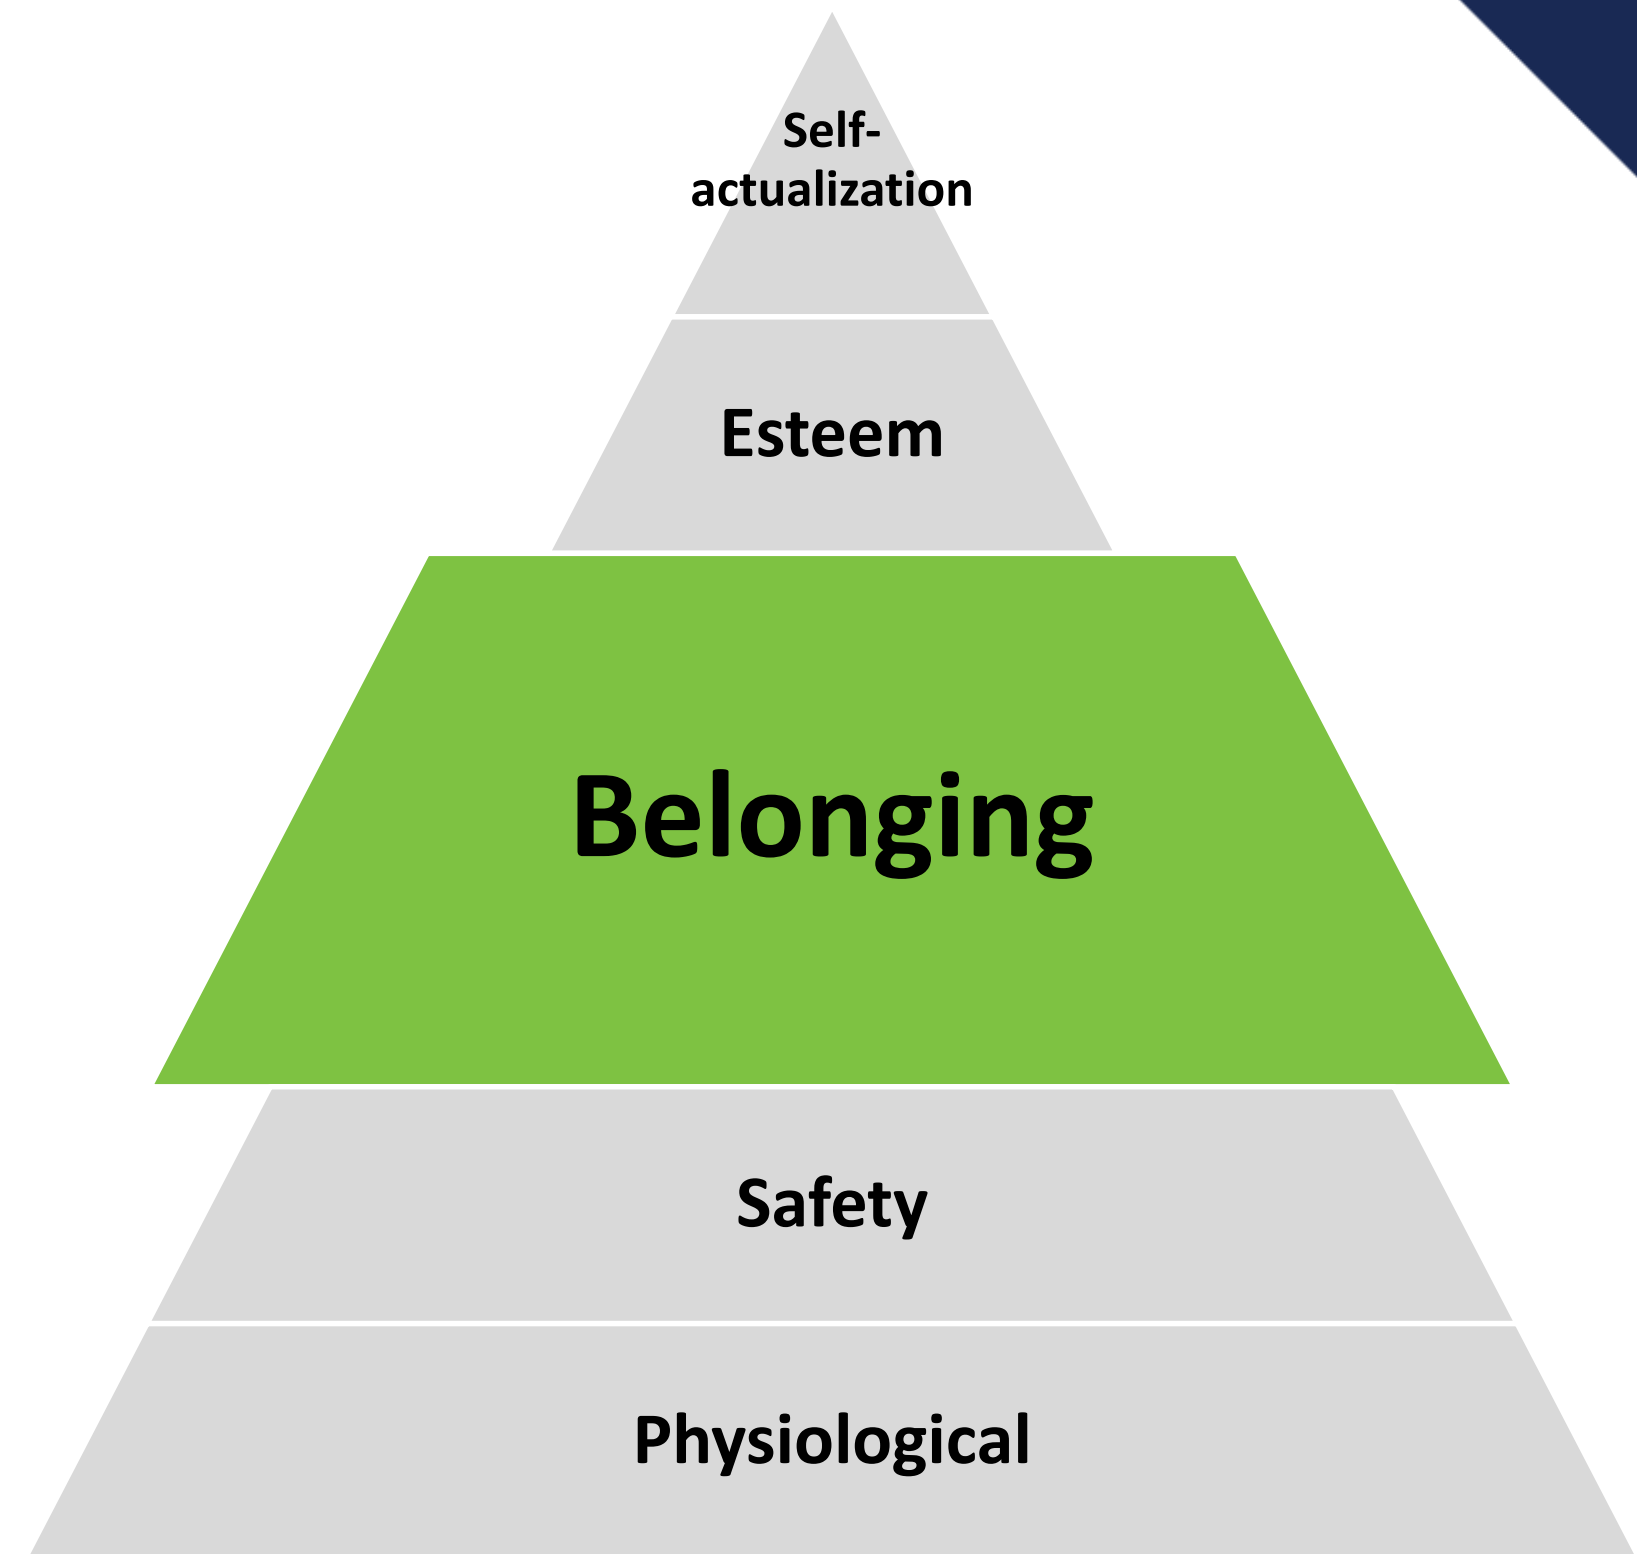 Self-
actualization
Esteem
Belonging
Safety
Physiological